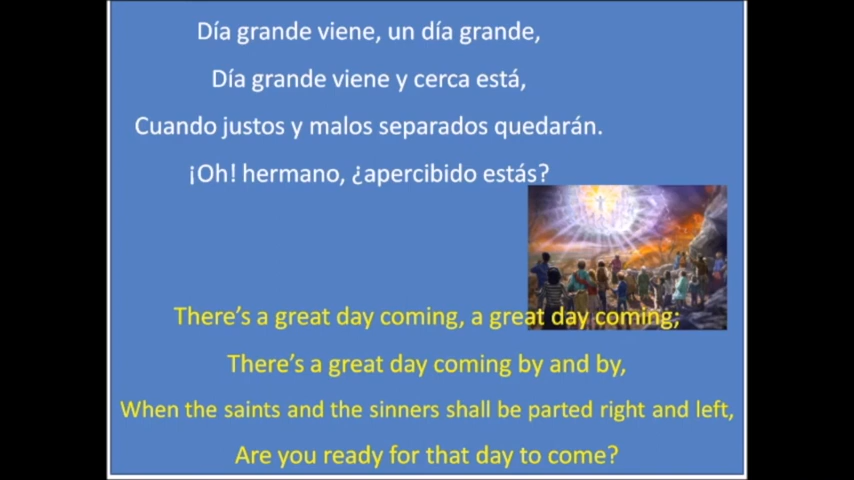 Día grande viene, un día grande,
Día grande viene y cerca está,
Cuando justos y malos separados quedarán.
¡Oh! hermano, ¿apercibido estás?
There's a great day coming, a great day coming;
There's a great day coming by and by,
When the saints and the sinners shall be parted right and left,
Are you ready for that day to come?